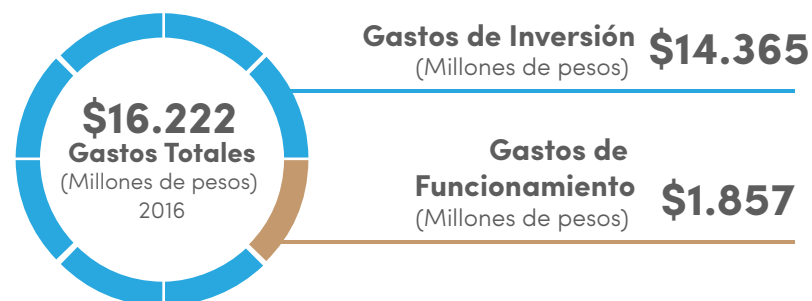 $16.222
Gastos Totales
(Millones de pesos)
2016
Gastos de Inversión
(Millones de pesos)
$14.365
Gastos de
Funcionamiento
(Millones de pesos)
$1.857